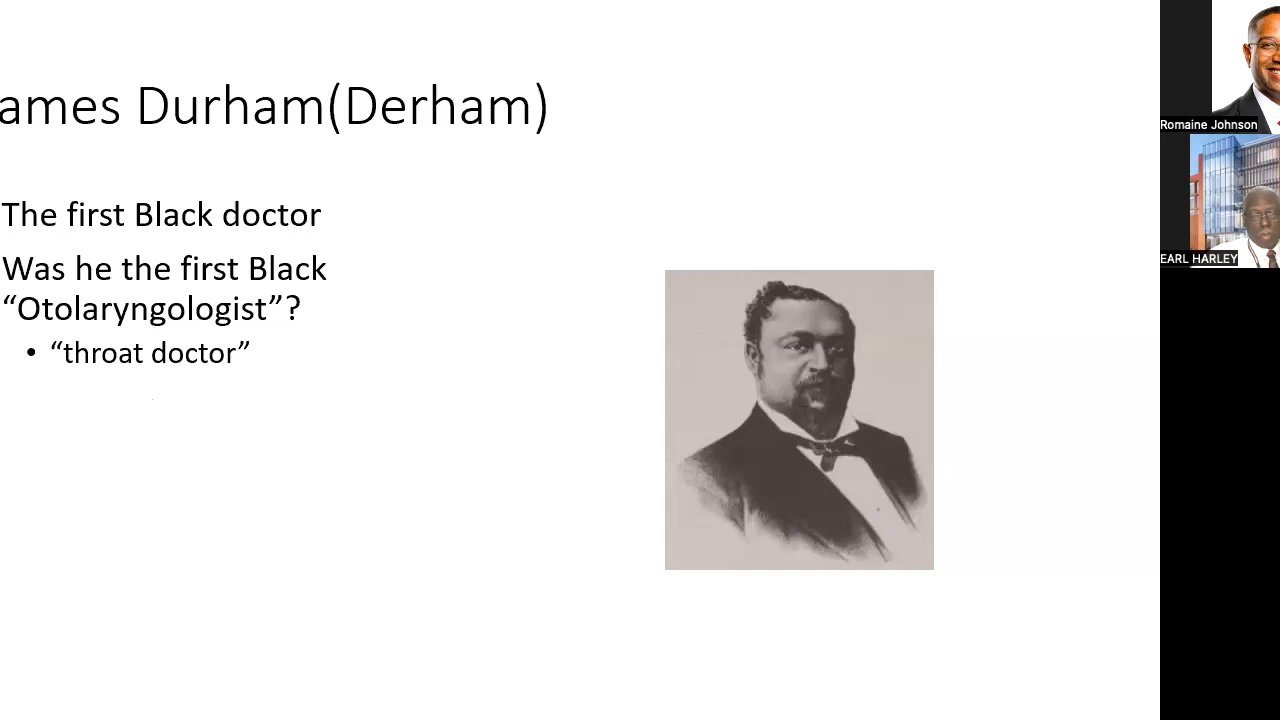 ames Durham(Derham)
The first Black doctor
Was he the first Black
“Otolaryngologist”?
• “throat doctor”
Romaine Johnson
EARL HARLEY